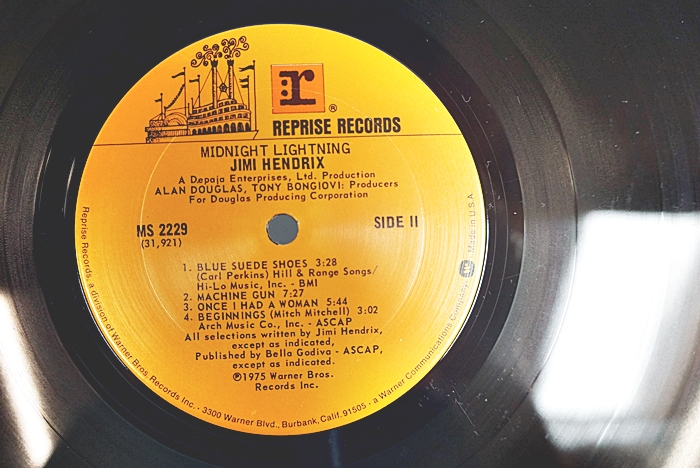 r
®
REPRISE RECORDS
MIDNIGHT LIGHTNING
JIMI HENDRIX
A Depaja Enterprises, Ltd. Production
ALAN DOUGLAS, TONY BONGIOVI: Producers
For Douglas Producing Corporation
MS 2229
(31,921)
SIDE II
1. BLUE SUEDE SHOES 3:28
(Carl Perkins) Hill & Range Songs/
Hi-Lo Music, Inc. - BMI
2. MACHINE GUN 7:27
3. ONCE I HAD A WOMAN 5:44
4. BEGINNINGS (Mitch Mitchell) 3:02
Arch Music Co., Inc. - ASCAP
All selections written by Jimi Hendrix,
except as indicated,
Published by Bella Godiva - ASCAP,
except as indicated.
℗1975 Warner Bros.
Records Inc.
Reprise Records, a division of Warner Bros. Records Inc. · 3300 Warner Blvd., Burbank, Calif. 91505 · a Warner Communications Company
Made in U.S.A.